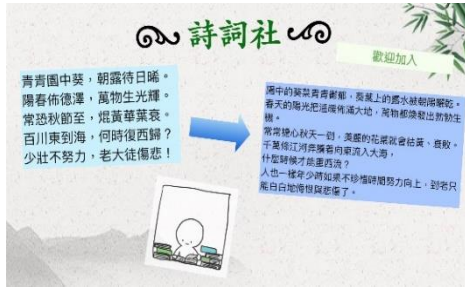 詩詞社
歡迎加入
青青園中葵，朝露待日晞。
陽春佈德澤，萬物生光輝。
常恐秋節至，焜黃華葉衰。
百川東到海，何時復西歸？
少壯不努力，老大徒傷悲！
園中的葵菜青青鬱鬱，葵葉上的露水被朝陽曬乾。
春天的陽光把溫暖佈滿大地，萬物都煥發出勃勃生
機。
常常擔心秋天一到，美麗的花葉就會枯黃、衰敗。
千萬條江河奔騰着向東流入大海，
什麼時候才能重西流？
人也一樣年少時如果不珍惜時間努力向上，到老只
能白白地悔恨與悲傷了。